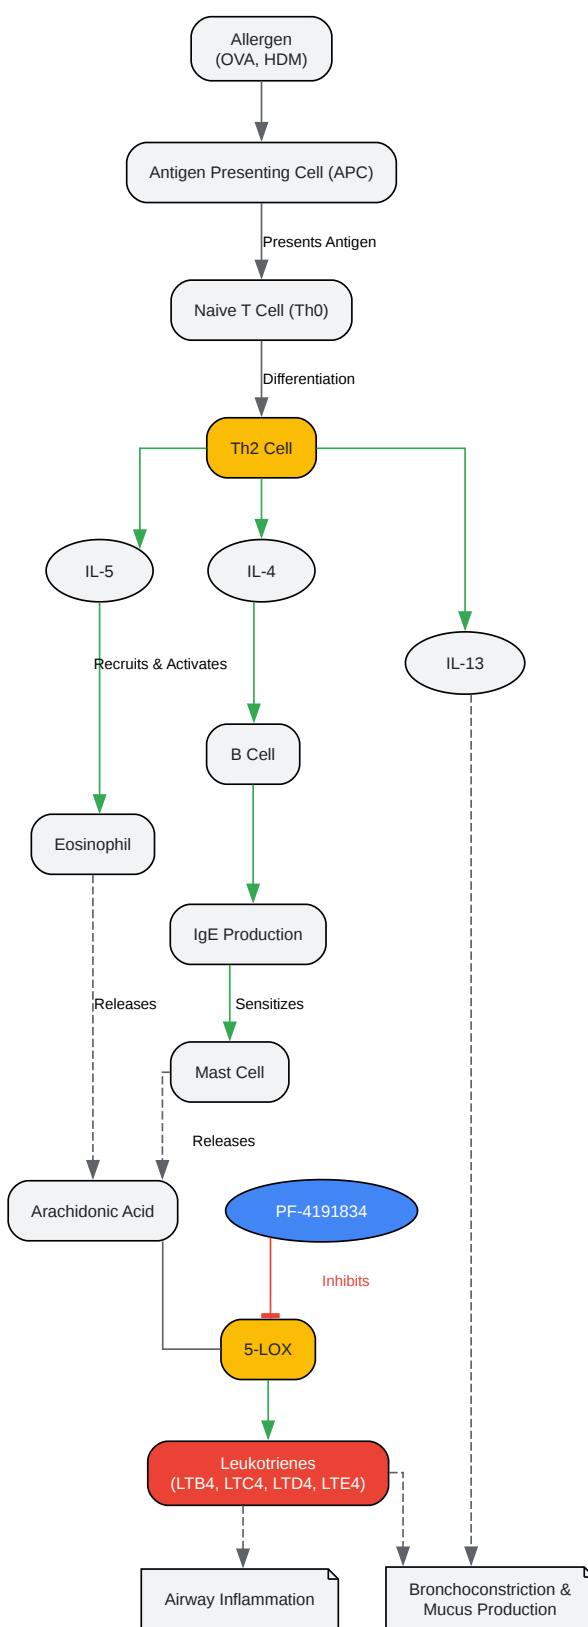 Allergen
(OVA, HDM)
Antigen Presenting Cell (APC)
Presents Antigen
Naive T Cell (Th0)
Differentiation
Th2 Cell
IL-5
IL-4
IL-13
Recruits & Activates
B Cell
Eosinophil
IgE Production
Releases
Sensitizes
Mast Cell
Releases
Arachidonic Acid
PF-4191834
Inhibits
5-LOX
Leukotrienes
(LTB4, LTC4, LTD4, LTE4)
Airway Inflammation
Bronchoconstriction &
Mucus Production